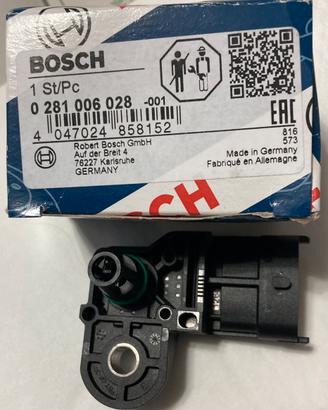 BOSCH
1 St/Pc
0 281 006 028 -001
4 047024 858152
Robert Bosch GmbH
Auf der Breit 4
76227 Karlsruhe
GERMANY
EAC
816
573
Made in Germany
Fabriqué en Allemagne
BOSCH